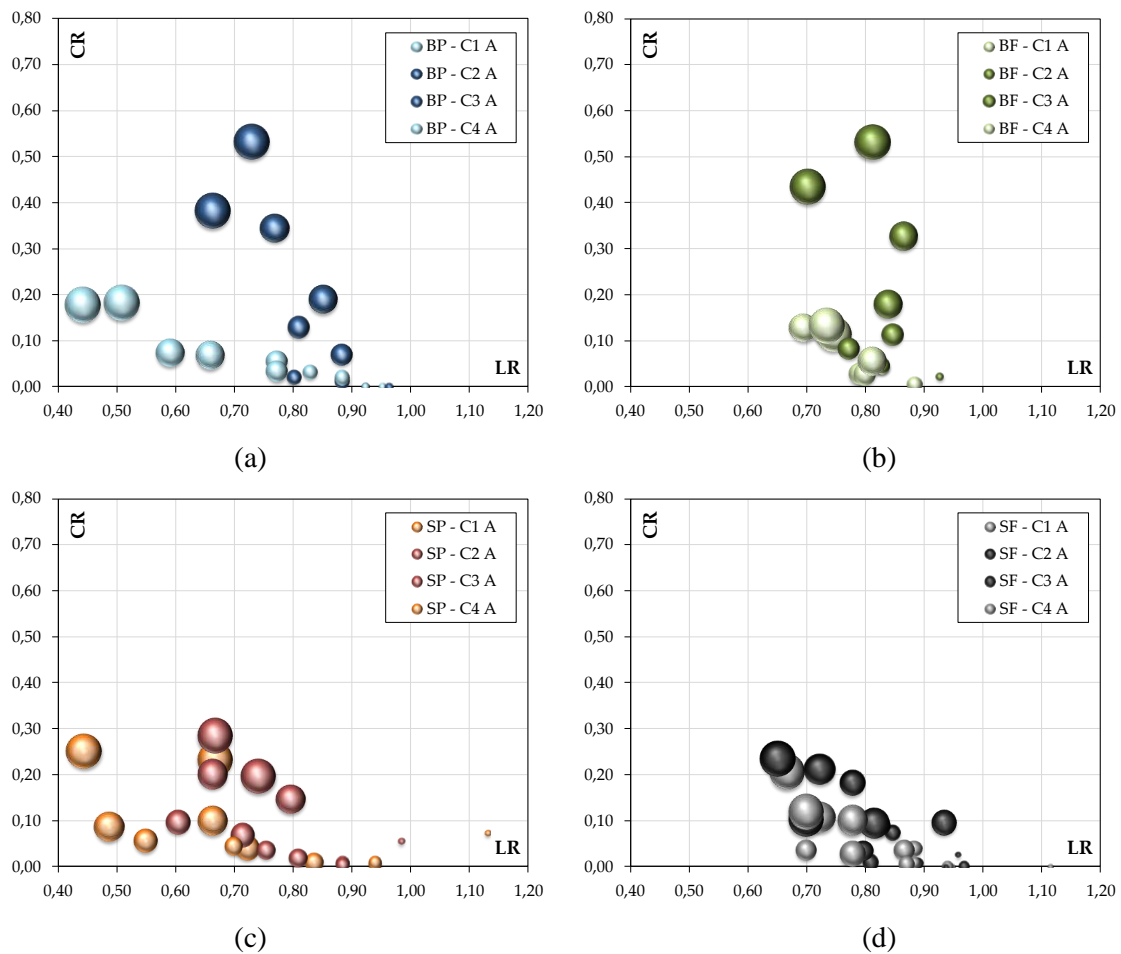 0,80
CR
0,70
0,60
0,50
0,40
0,30
0,20
0,10
0,00
BP - C1 A
BP - C2 A
BP - C3 A
BP - C4 A
LR
0,40 0,50 0,60 0,70 0,80 0,90 1,00 1,10 1,20
(a)
0,80
CR
0,70
0,60
0,50
0,40
0,30
0,20
0,10
0,00
BF - C1 A
BF - C2 A
BF - C3 A
BF - C4 A
LR
0,40 0,50 0,60 0,70 0,80 0,90 1,00 1,10 1,20
(b)
0,80
CR
0,70
0,60
0,50
0,40
0,30
0,20
0,10
0,00
SP - C1 A
SP - C2 A
SP - C3 A
SP - C4 A
LR
0,40 0,50 0,60 0,70 0,80 0,90 1,00 1,10 1,20
(c)
0,80
CR
0,70
0,60
0,50
0,40
0,30
0,20
0,10
0,00
SF - C1 A
SF - C2 A
SF - C3 A
SF - C4 A
LR
0,40 0,50 0,60 0,70 0,80 0,90 1,00 1,10 1,20
(d)